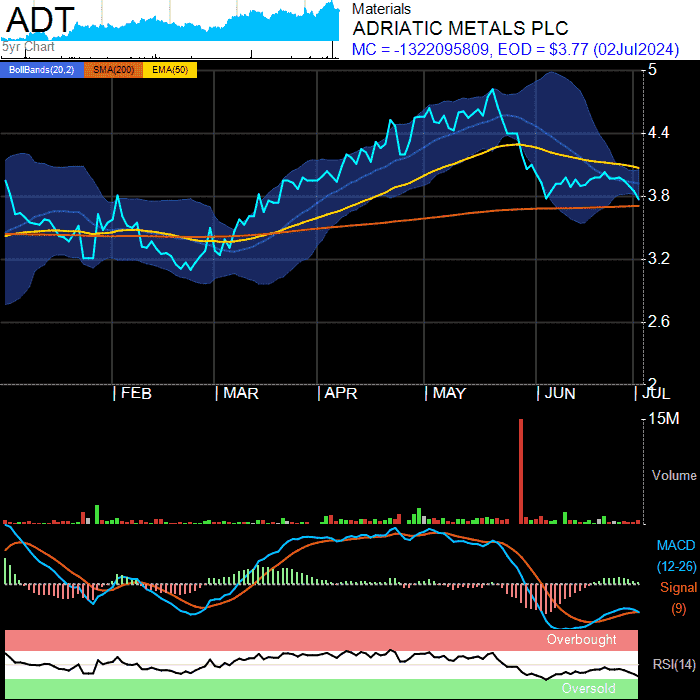 ADT
5yr Chart
Materials
ADRIATIC METALS PLC
MC = -1322095809, EOD = $3.77 (02Jul2024)
BollBands(20,2) SMA(200) EMA(50)
5
4.4
3.8
3.2
2.6
2
FEB MAR APR MAY JUN JUL
15M
Volume
MACD
(12-26)
Signal
(9)
Overbought
RSI(14)
Oversold